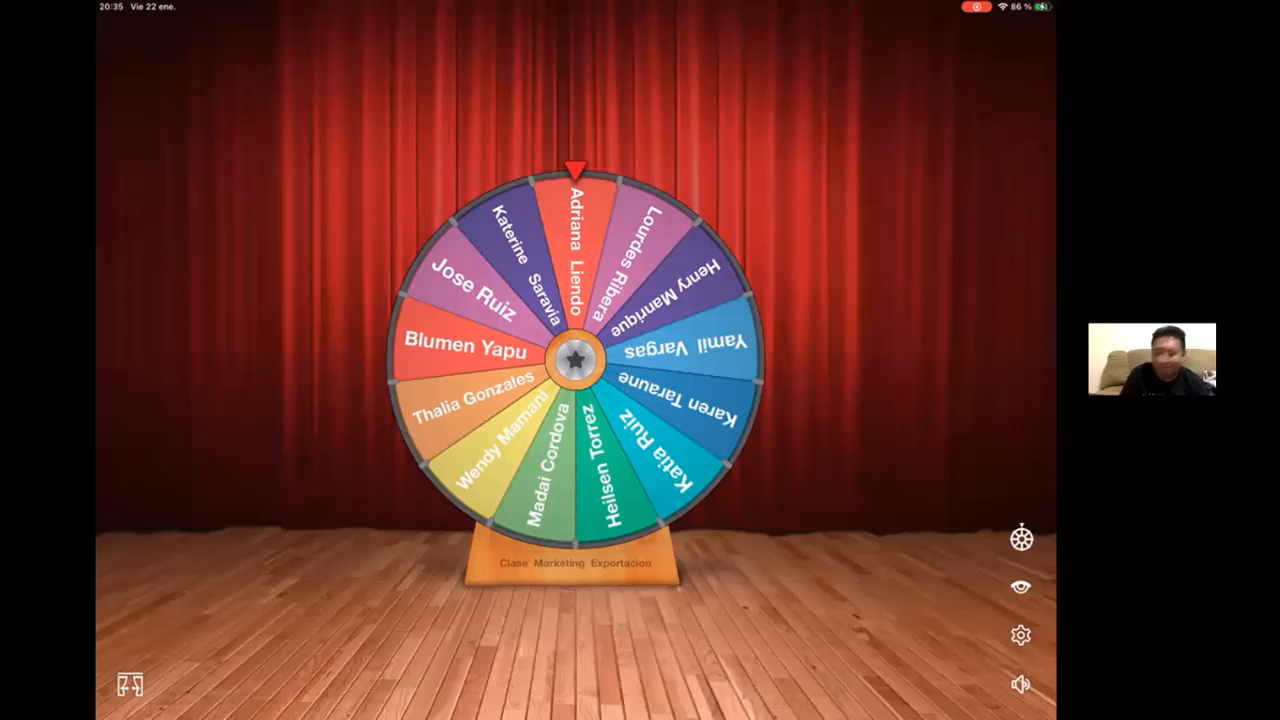 20:35 Vie 22 ene.
86 %
Adriana Liendo
Lourdes Ribera
Henry Manrique
Yamil Vargas
Karen Taraune
Katia Ruiz
Heilsen Torrez
Madai Cordova
Wendy Mamani
Thalia Gonzales
Blumen Yapu
Jose Ruiz
Katerine Saravia
Clase Marketing Exportacion